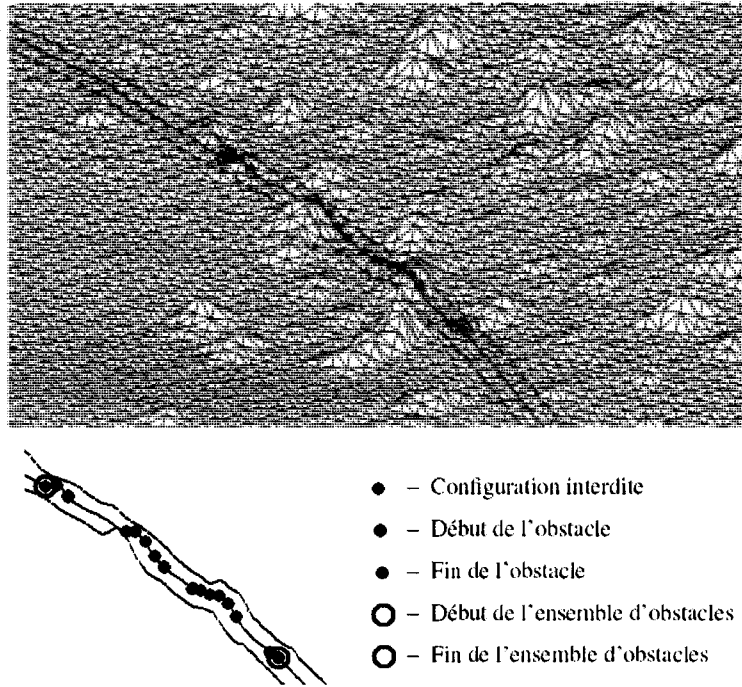 – Configuration interdite
– Début de l'obstacle
– Fin de l'obstacle
– Début de l'ensemble d'obstacles
– Fin de l'ensemble d'obstacles